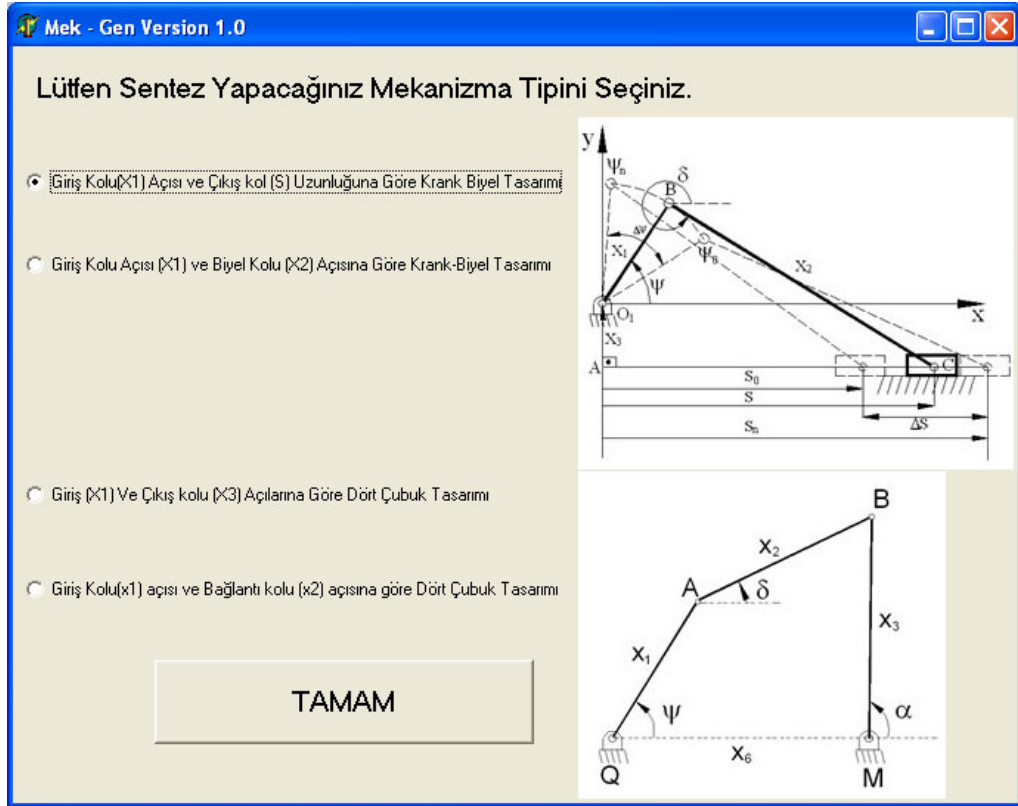 Mek - Gen Version 1.0
Lütfen Sentez Yapacağınız Mekanizma Tipini Seçiniz.
Giriş Kolu(X1) Açısı ve Çıkış kol (S) Uzunluğuna Göre Krank Biyel Tasarımı
Giriş Kolu Açısı (X1) ve Biyel Kolu (X2) Açısına Göre Krank-Biyel Tasarımı
Giriş (X1) Ve Çıkış kolu (X3) Açılarına Göre Dört Çubuk Tasarımı
Giriş Kolu(x1) açısı ve Bağlantı kolu (x2) açısına göre Dört Çubuk Tasarımı
TAMAM
y
ψn
B
δ
Δψ
X1
ψ0
X2
ψ
O1
x
X3
A
C
S0
S
ΔS
Sn
B
x2
A
δ
x3
x1
ψ
α
x6
Q
M